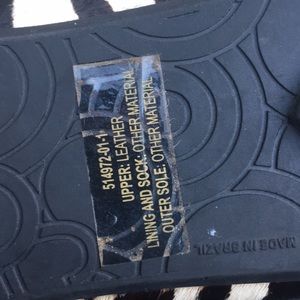 514972-01-1
UPPER: LEATHER
LINING AND SOCK: OTHER MATERIAL
OUTER SOLE: OTHER MATERIAL
MADE IN BRAZIL